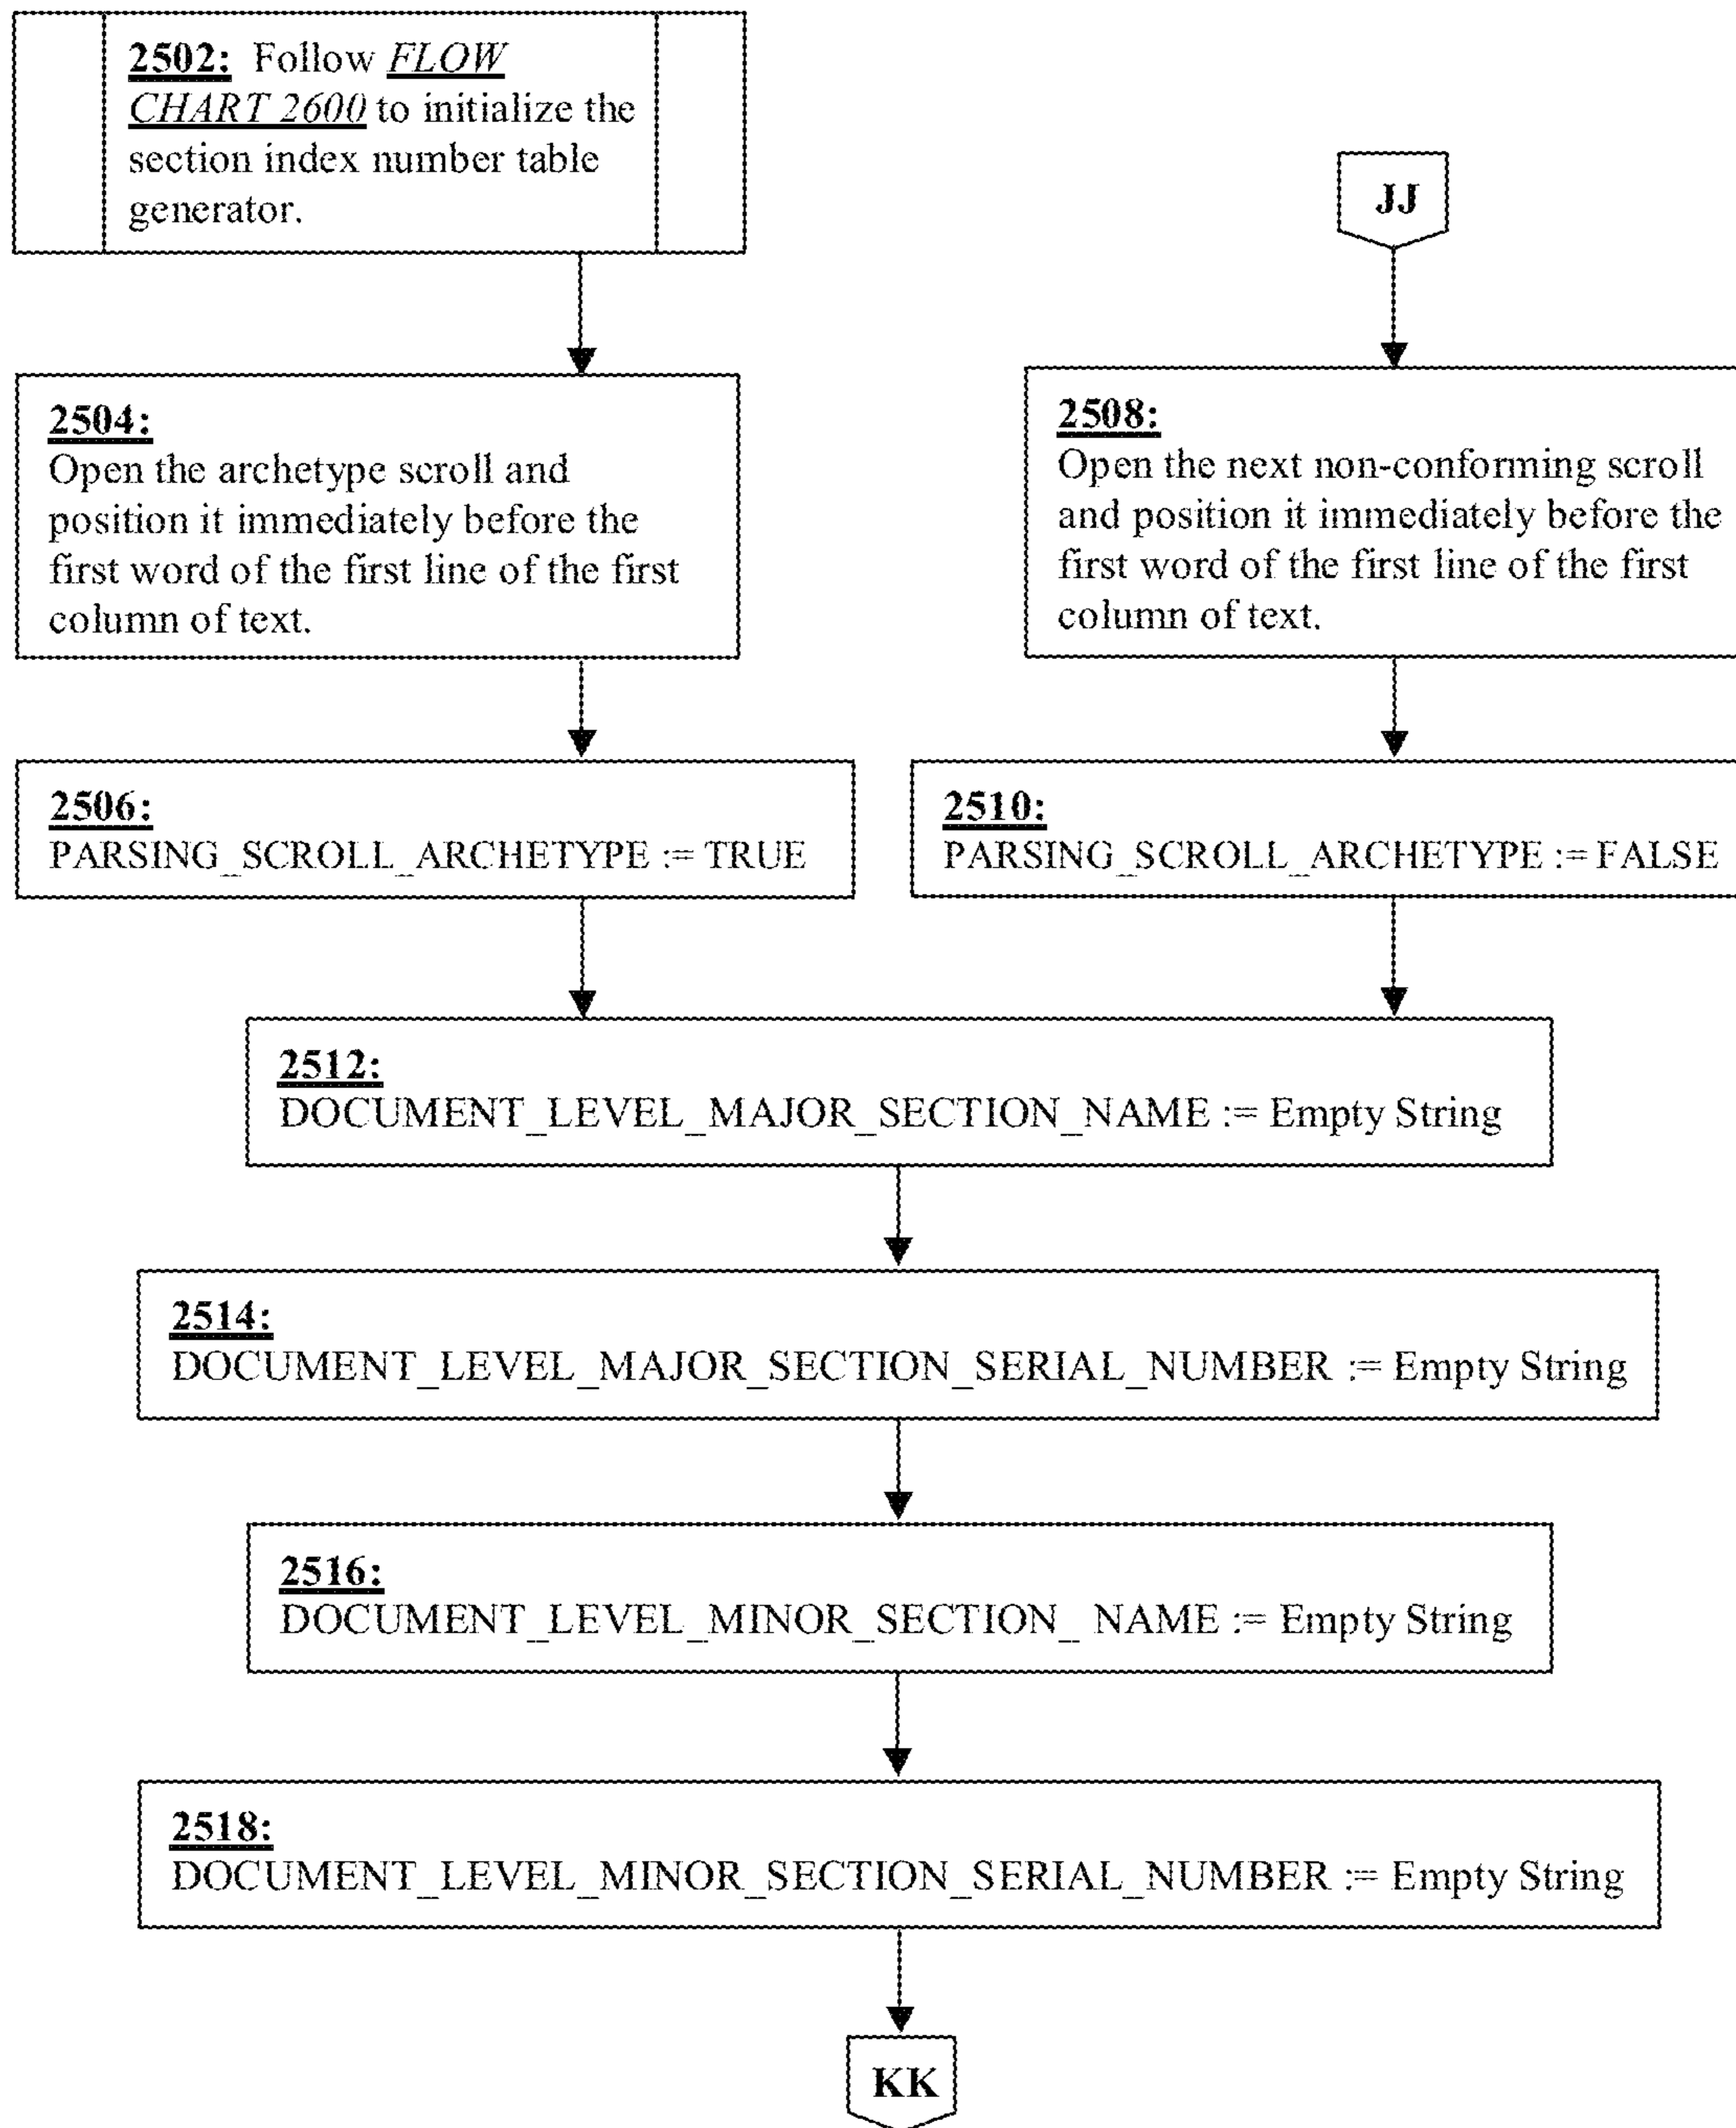 2502: Follow FLOW
CHART 2600 to initialize the
section index number table
generator.
JJ
2504:
Open the archetype scroll and
position it immediately before the
first word of the first line of the first
column of text.
2508:
Open the next non-conforming scroll
and position it immediately before the
first word of the first line of the first
column of text.
2506:
PARSING_SCROLL_ARCHETYPE := TRUE
2510:
PARSING_SCROLL_ARCHETYPE := FALSE
2512:
DOCUMENT_LEVEL_MAJOR_SECTION_NAME := Empty String
2514:
DOCUMENT_LEVEL_MAJOR_SECTION_SERIAL_NUMBER := Empty String
2516:
DOCUMENT_LEVEL_MINOR_SECTION_ NAME := Empty String
2518:
DOCUMENT_LEVEL_MINOR_SECTION_SERIAL_NUMBER := Empty String
KK